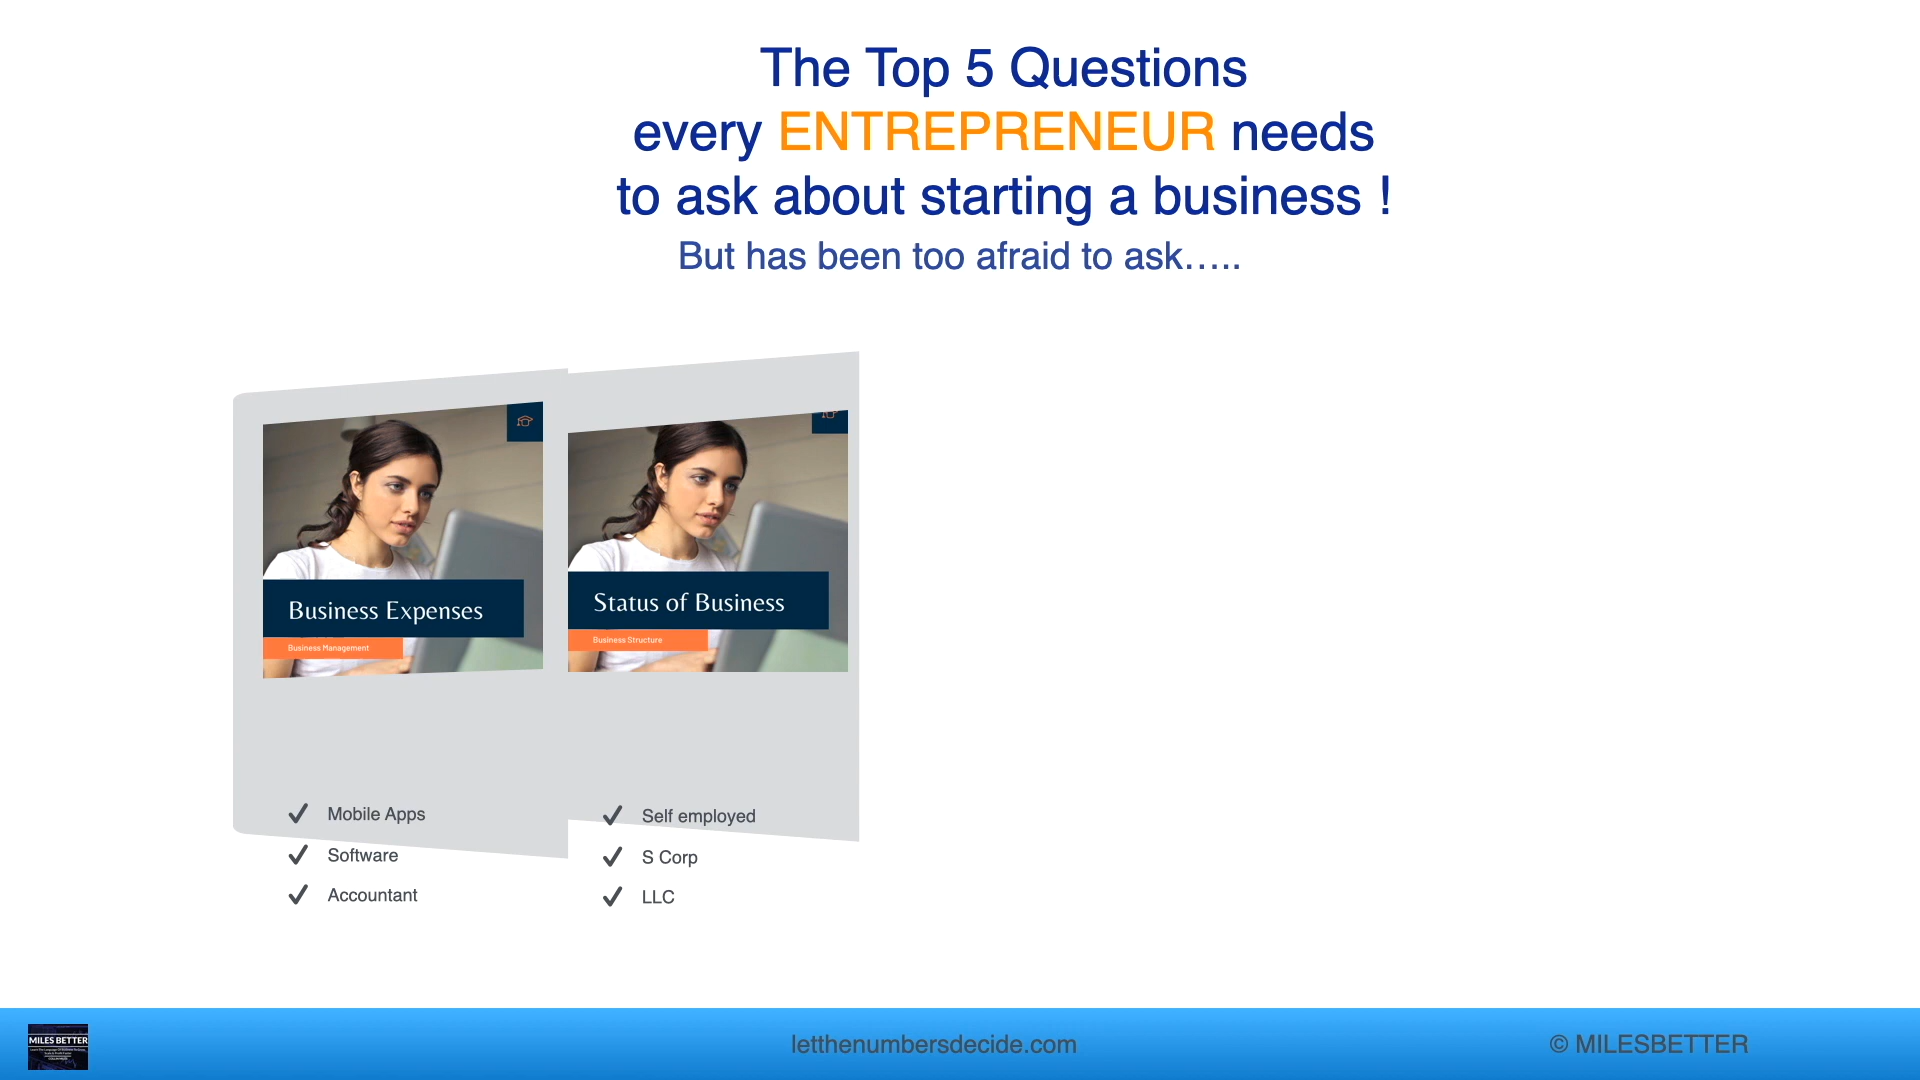 The Top 5 Questions
every ENTREPRENEUR needs
to ask about starting a business !
But has been too afraid to ask…..
Business Expenses
Business Management
Status of Business
Business Structure
✓ Mobile Apps
✓ Software
✓ Accountant
✓ Self employed
✓ S Corp
✓ LLC
MILES BETTER
letthenumbersdecide.com
© MILESBETTER